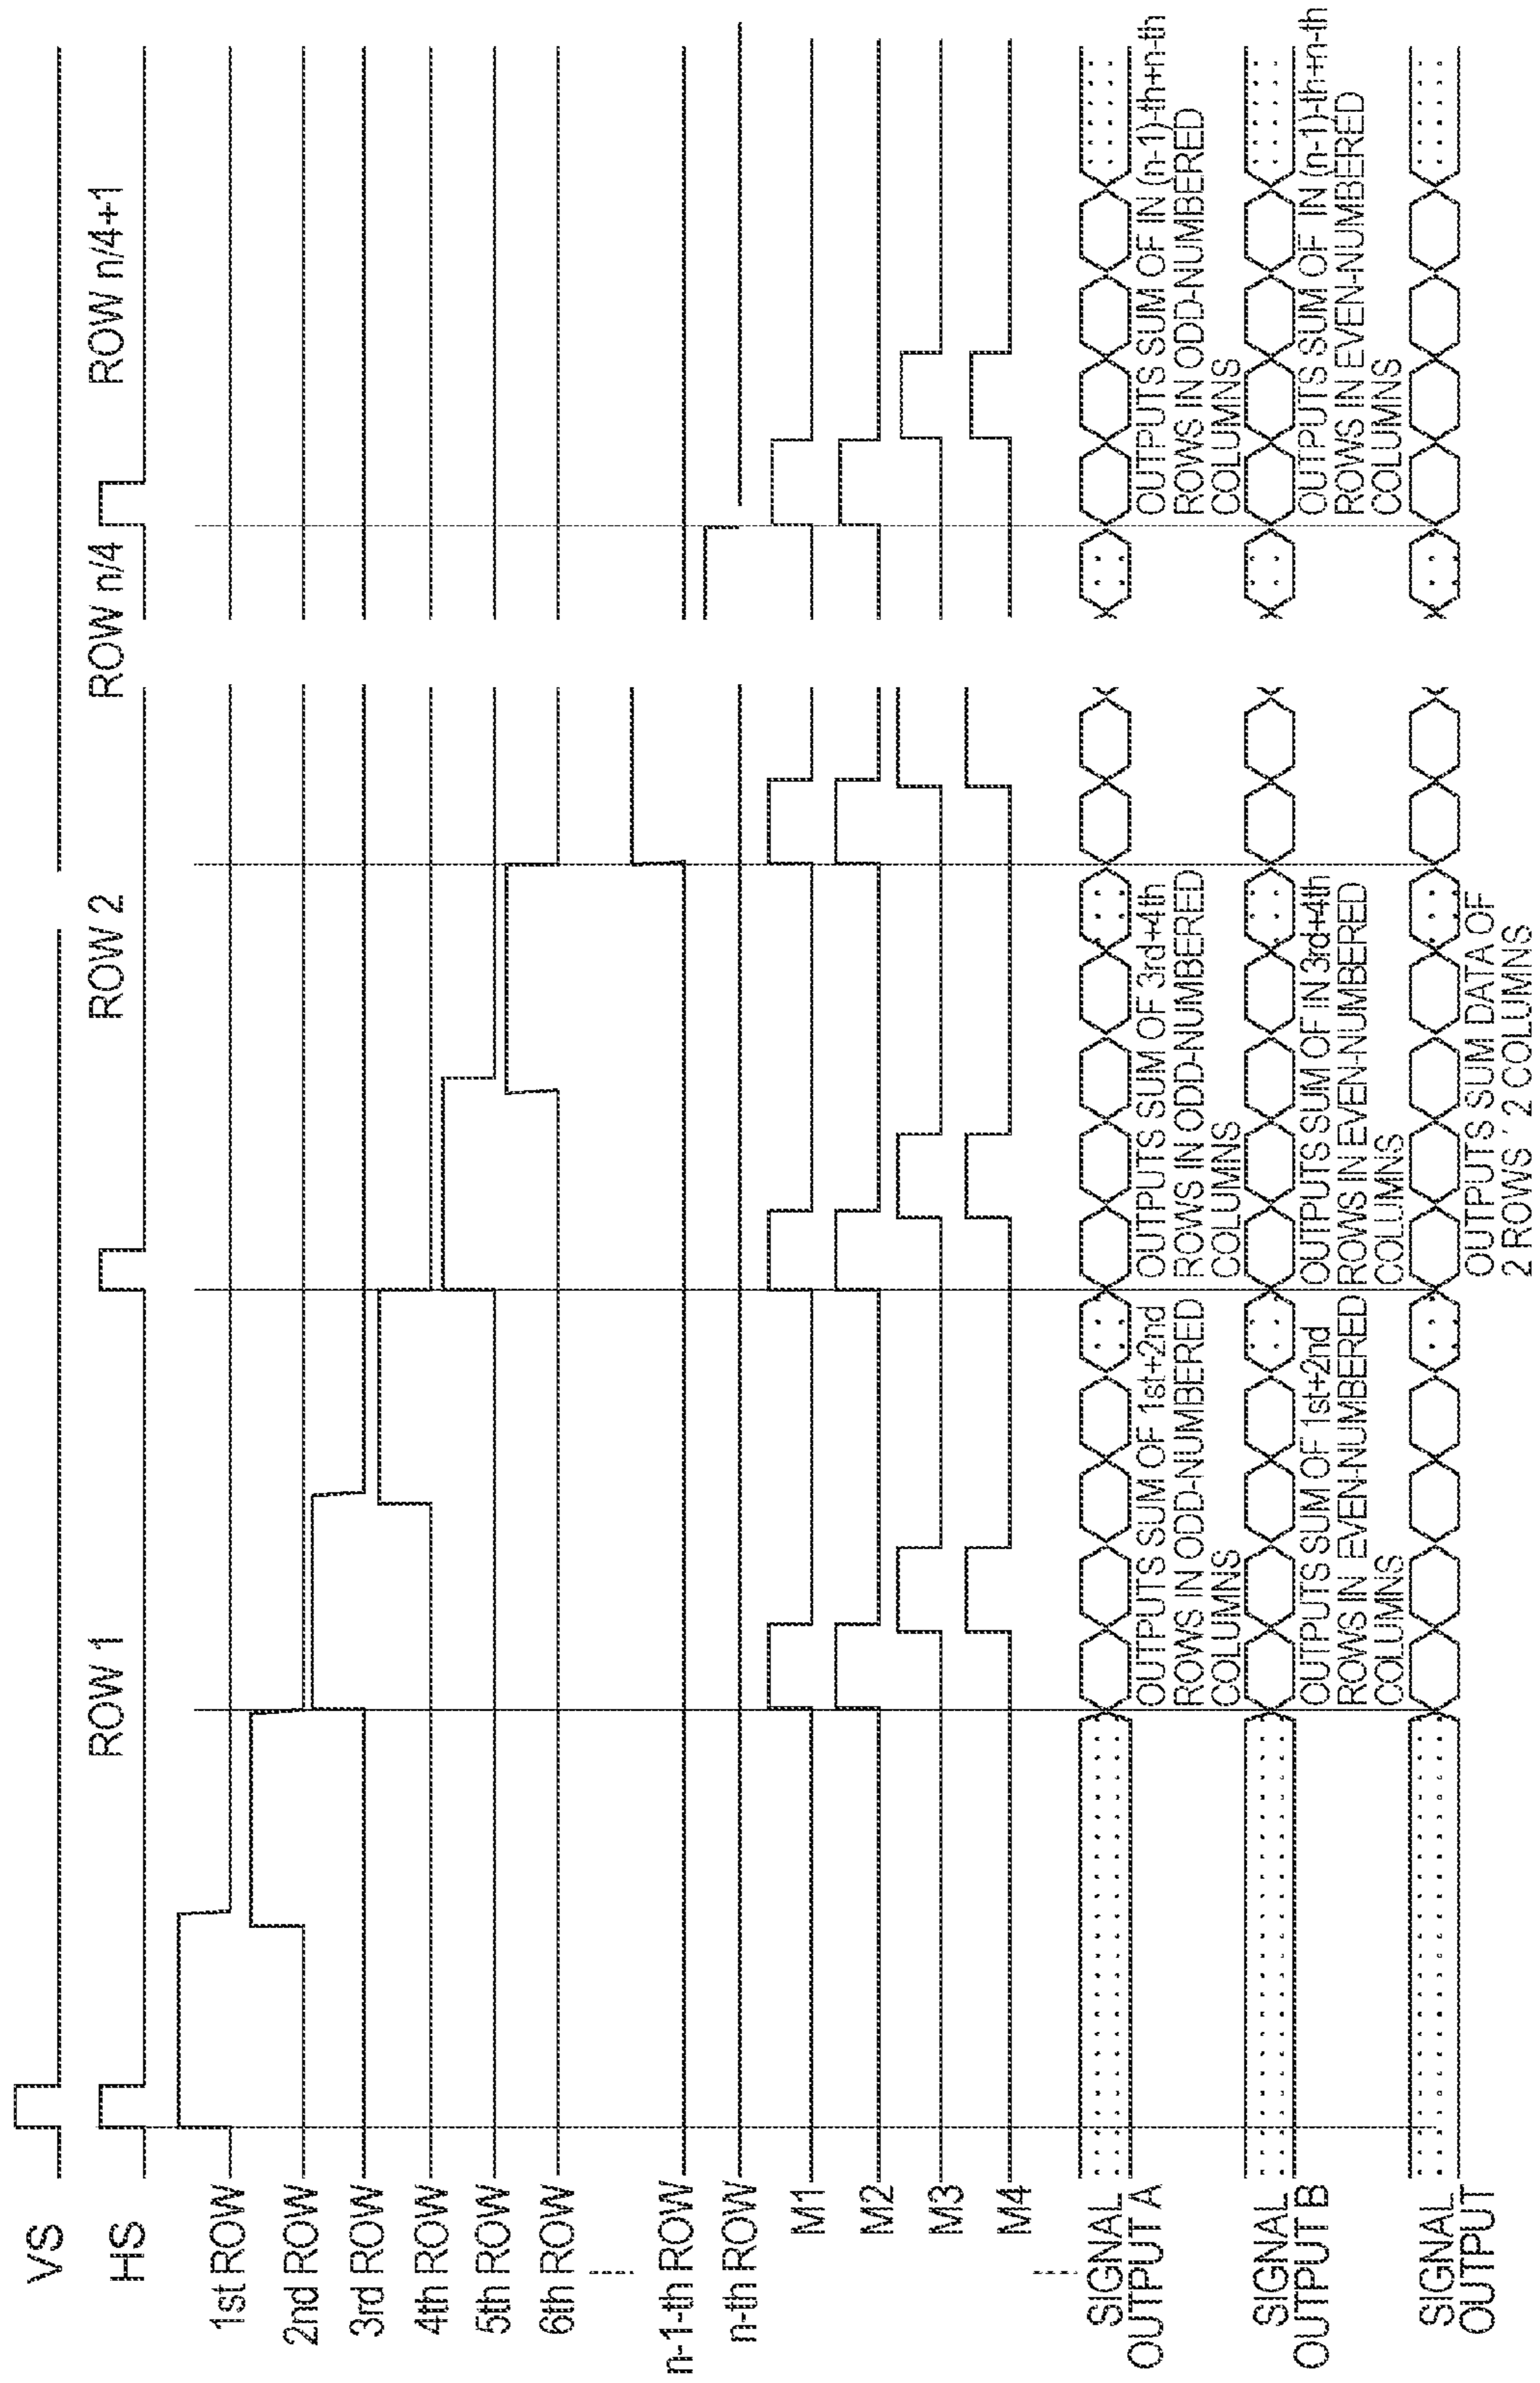 VS
HS
ROW 1
ROW 2
ROW n/4
ROW n/4+1
1st ROW
2nd ROW
3rd ROW
4th ROW
5th ROW
6th ROW
n-1-th ROW
n-th ROW
M1
M2
M3
M4
SIGNAL
OUTPUT A
OUTPUTS SUM OF 1st+2nd
ROWS IN ODD-NUMBERED
COLUMNS
OUTPUTS SUM OF 3rd+4th
ROWS IN ODD-NUMBERED
COLUMNS
OUTPUTS SUM OF IN (n-1)-th+n-th
ROWS IN ODD-NUMBERED
COLUMNS
SIGNAL
OUTPUT B
OUTPUTS SUM OF 1st+2nd
ROWS IN EVEN-NUMBERED
COLUMNS
OUTPUTS SUM OF IN 3rd+4th
ROWS IN EVEN-NUMBERED
COLUMNS
OUTPUTS SUM OF IN (n-1)-th+n-th
ROWS IN EVEN-NUMBERED
COLUMNS
SIGNAL
OUTPUT
OUTPUTS SUM DATA OF
2 ROWS ´ 2 COLUMNS